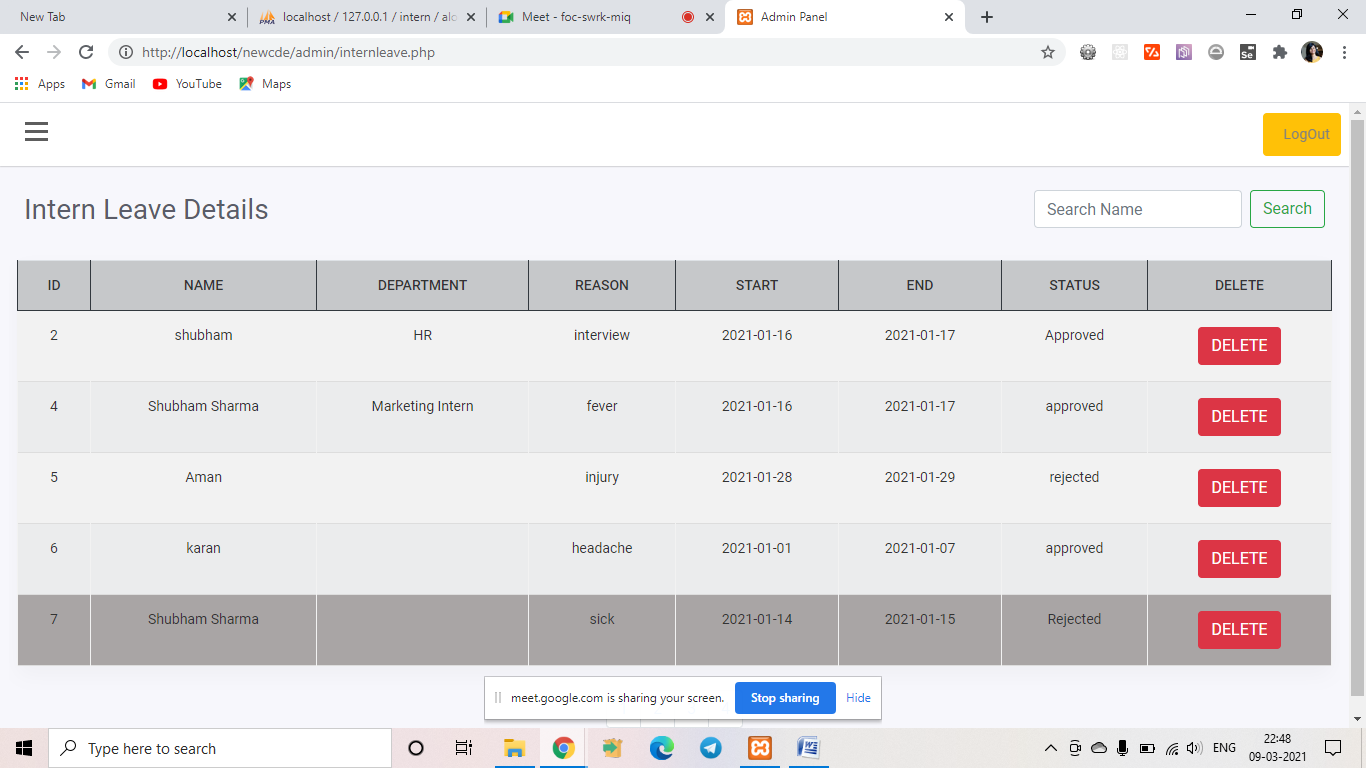 New Tab
localhost / 127.0.0.1 / intern / alo
Meet - foc-swrk-miq
Admin Panel
http://localhost/newcde/admin/internleave.php
Apps
Gmail
YouTube
Maps
LogOut
Intern Leave Details
Search Name
Search
ID NAME DEPARTMENT REASON START END STATUS DELETE
2 shubham HR interview 2021-01-16 2021-01-17 Approved DELETE
4 Shubham Sharma Marketing Intern fever 2021-01-16 2021-01-17 approved DELETE
5 Aman injury 2021-01-28 2021-01-29 rejected DELETE
6 karan headache 2021-01-01 2021-01-07 approved DELETE
7 Shubham Sharma sick 2021-01-14 2021-01-15 Rejected DELETE
meet.google.com is sharing your screen.
Stop sharing
Hide
Type here to search
ENG
22:48
09-03-2021